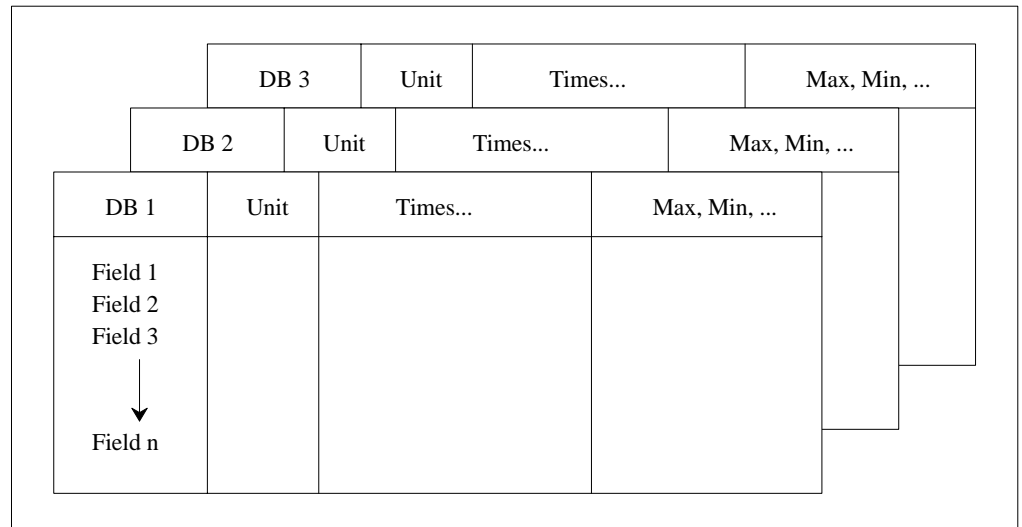 DB 3 Unit Times... Max, Min, ...
DB 2 Unit Times... Max, Min, ...
DB 1 Unit Times... Max, Min, ...
Field 1
Field 2
Field 3
Field n